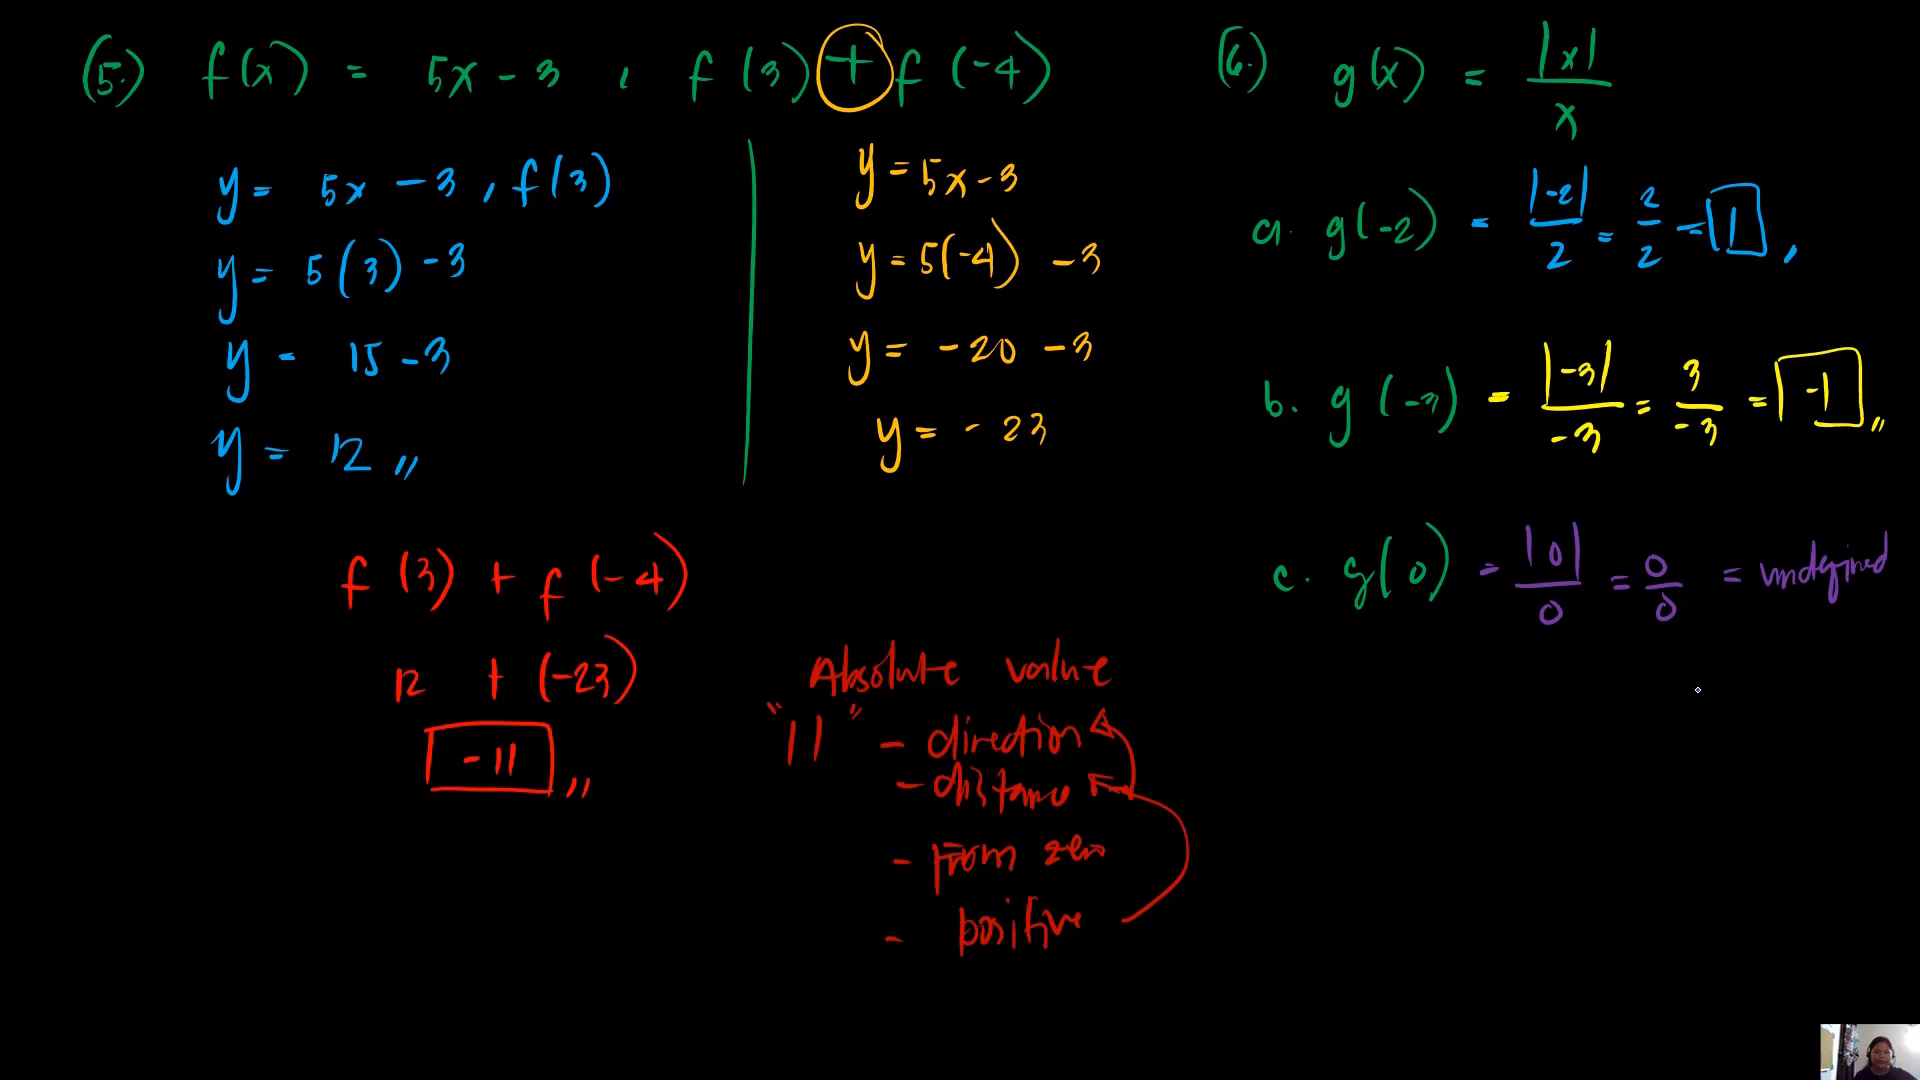 (5.) f(x) = 5x - 3 , f(3) + f(-4)
y = 5x - 3 , f(3)
y = 5(3) - 3
y = 15 - 3
y = 12 ,,
y = 5x - 3
y = 5(-4) - 3
y = -20 - 3
y = -23
f(3) + f(-4)
12 + (-23)
-11 ,,
Absolute value
"| |" - direction
- distance
- from zero
- positive
(6.) g(x) = |x| / x
a. g(-2) = |-2| / 2 = 2/2 = 1 ,
b. g(-3) = |-3| / -3 = 3/-3 = -1 ,,
c. g(0) = |0| / 0 = 0/0 = undefined